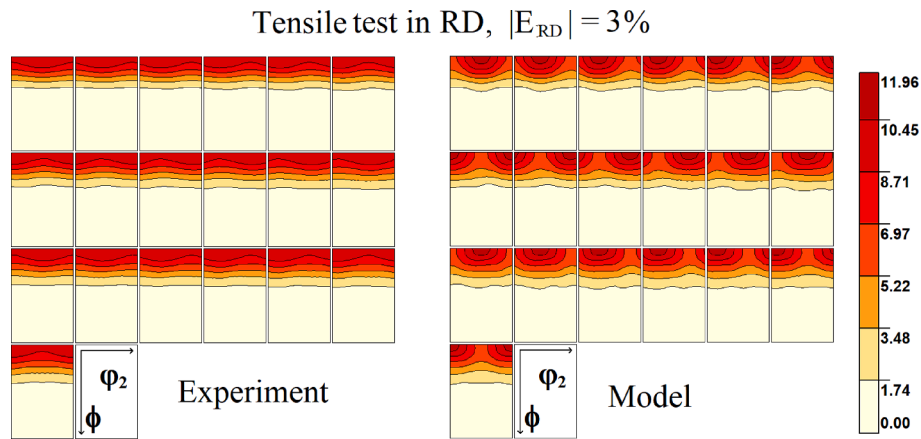 Tensile test in RD, |E RD| = 3%
11.96
10.45
8.71
6.97
5.22
3.48
1.74
0.00
φ2
ϕ
Experiment
φ2
ϕ
Model